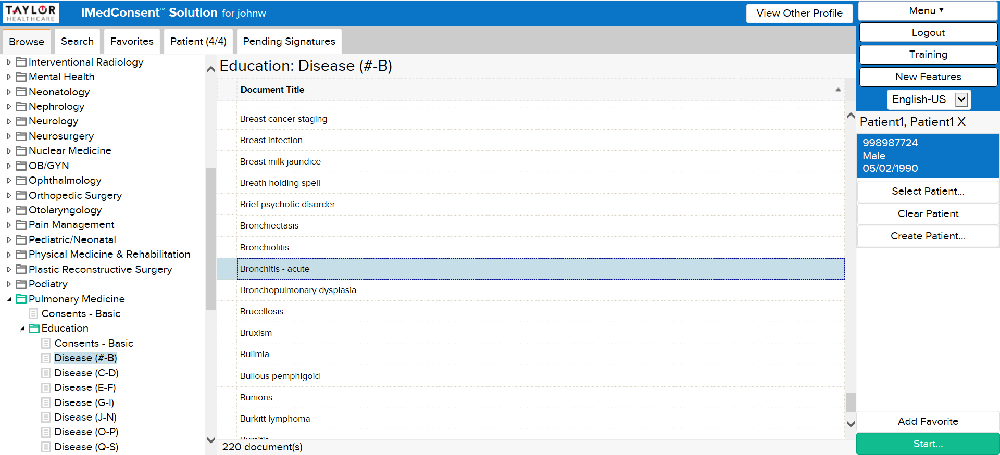 TAYLOR
HEALTHCARE
iMedConsent™ Solution for johnw
View Other Profile
Menu ▾
Logout
Training
New Features
English-US
Browse
Search
Favorites
Patient (4/4)
Pending Signatures
Interventional Radiology
Mental Health
Neonatology
Nephrology
Neurology
Neurosurgery
Nuclear Medicine
OB/GYN
Ophthalmology
Orthopedic Surgery
Otolaryngology
Pain Management
Pediatric/Neonatal
Physical Medicine & Rehabilitation
Plastic Reconstructive Surgery
Podiatry
Pulmonary Medicine
Consents - Basic
Education
Consents - Basic
Disease (#-B)
Disease (C-D)
Disease (E-F)
Disease (G-I)
Disease (J-N)
Disease (O-P)
Disease (Q-S)
Education: Disease (#-B)
Document Title
Breast cancer staging
Breast infection
Breast milk jaundice
Breath holding spell
Brief psychotic disorder
Bronchiectasis
Bronchiolitis
Bronchitis - acute
Bronchopulmonary dysplasia
Brucellosis
Bruxism
Bulimia
Bullous pemphigoid
Bunions
Burkitt lymphoma
220 document(s)
Patient1, Patient1 X
998987724
Male
05/02/1990
Select Patient...
Clear Patient
Create Patient...
Add Favorite
Start...